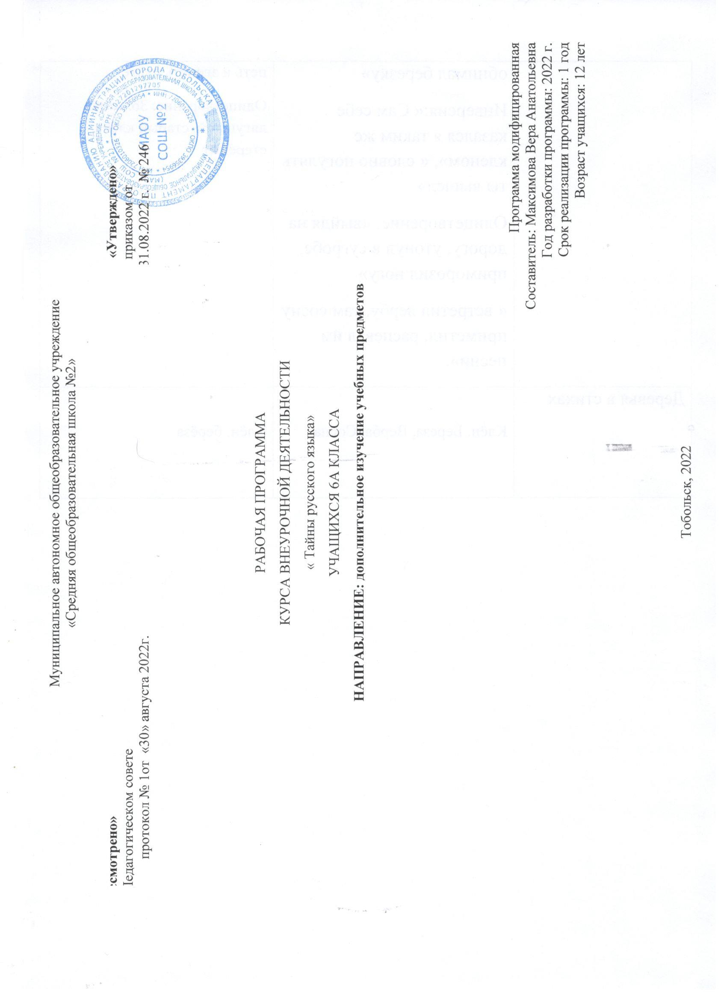 Муниципальное автономное общеобразовательное учреждение
«Средняя общеобразовательная школа №2»
смотрено»
едагогическом совете
протокол № 1от «30» августа 2022г.
«Утверждено»
приказом от
31.08.2022 г. № 246
МАОУ
СОШ №2
РАБОЧАЯ ПРОГРАМА
КУРСА ВНЕУРОЧНОЙ ДЕЯТЕЛЬНОСТИ
« Тайны русского языка»
УЧАЩИХСЯ 6А КЛАССА
НАПРАВЛЕНИЕ: дополнительное изучение учебных предметов
Программа модифицированная
Составитель: Максимова Вера Анатольевна
Год разработки программы: 2022 г.
Срок реализации программы: 1 год
Возраст учащихся: 12 лет
Тобольск, 2022